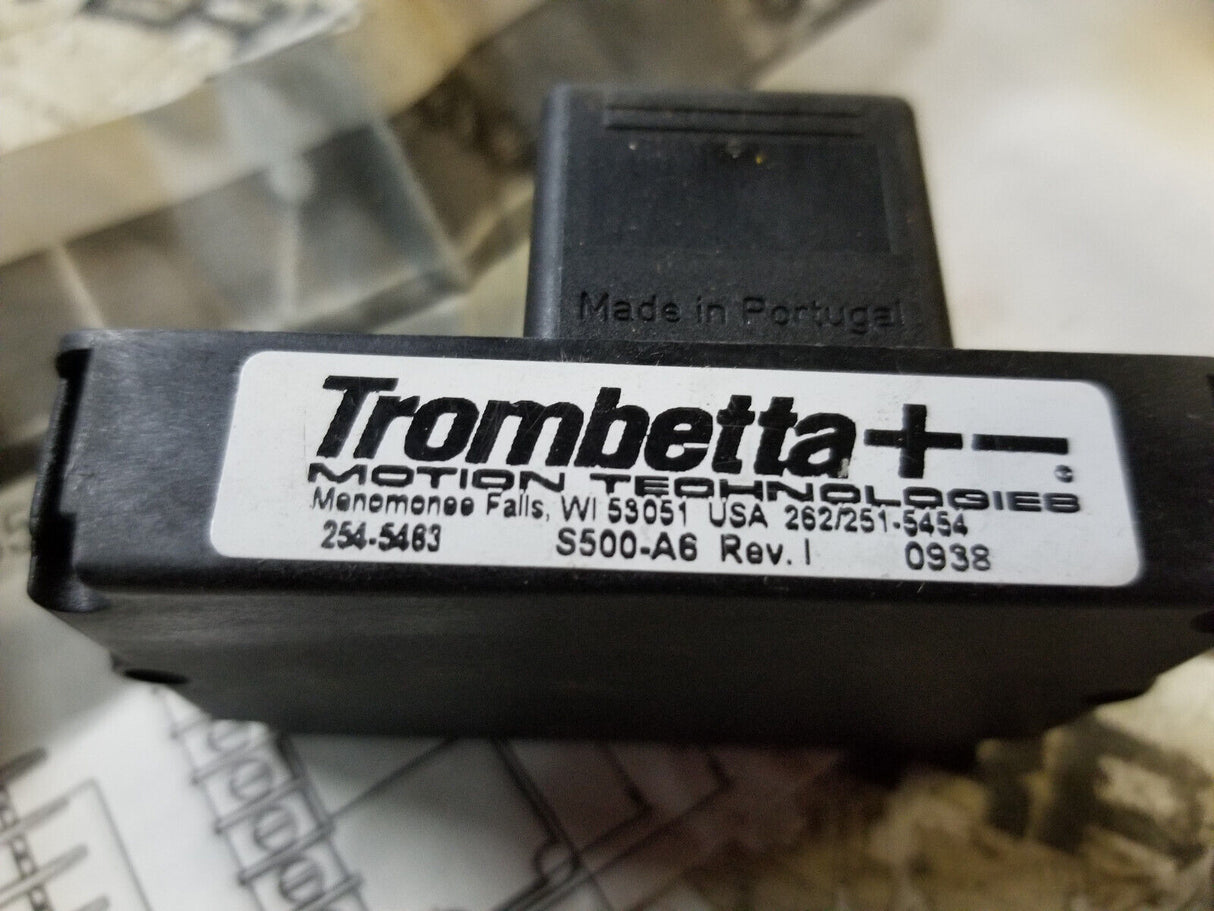 Made in Portugal
Trombetta+-
MOTION TECHNOLOGIES
Menomonee Falls, WI 53051 USA 262/251-5454
254-5463 S500-A6 Rev. I 0938